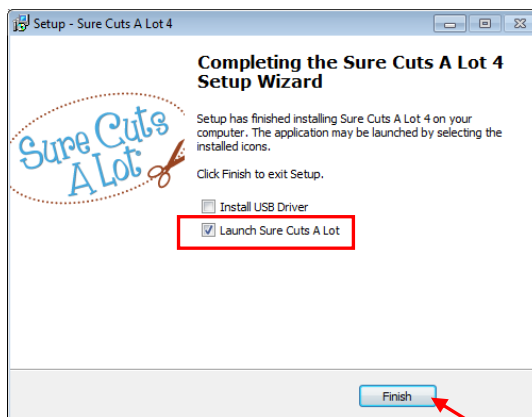 Setup - Sure Cuts A Lot 4
Completing the Sure Cuts A Lot 4
Setup Wizard
Sure Cuts
A Lot
Setup has finished installing Sure Cuts A Lot 4 on your
computer. The application may be launched by selecting the
installed icons.
Click Finish to exit Setup.
Install USB Driver
Launch Sure Cuts A Lot
Finish